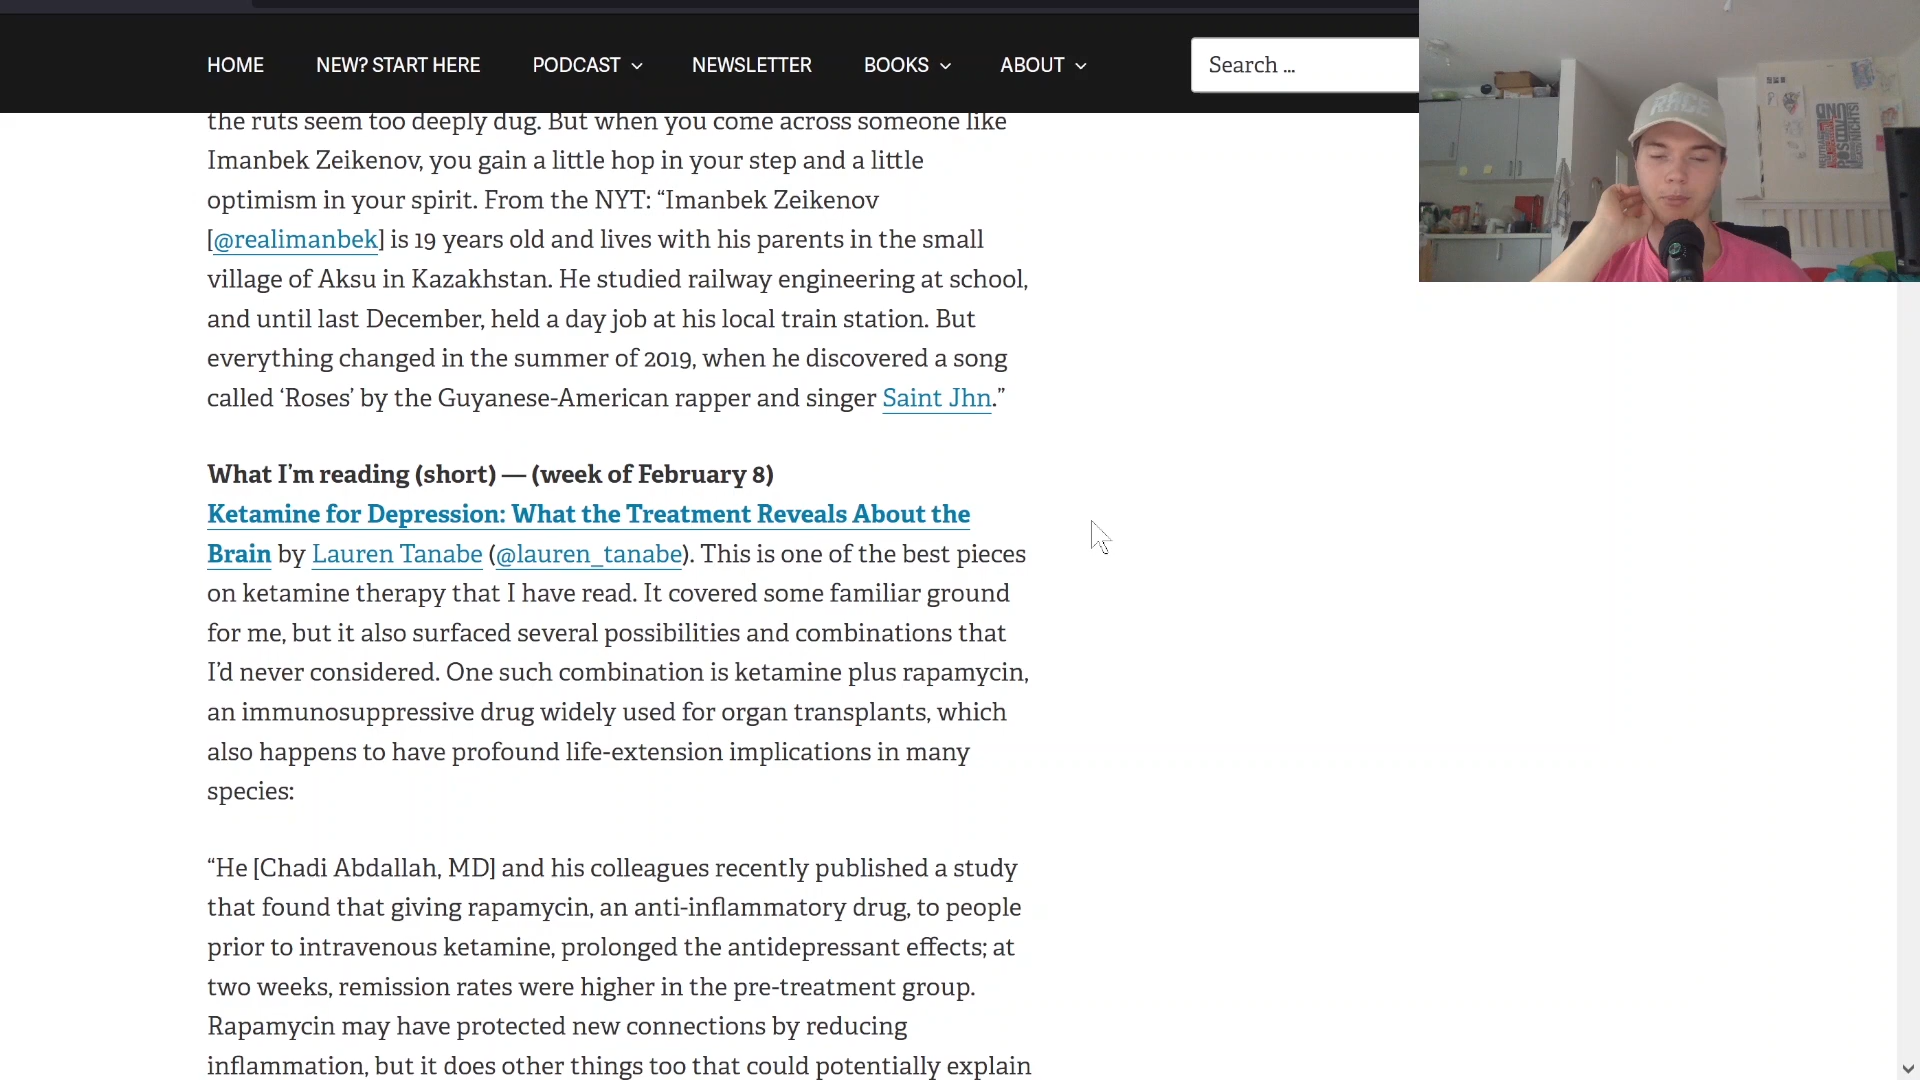 HOME NEW? START HERE PODCAST NEWSLETTER BOOKS ABOUT Search ...
RACE
the ruts seem too deeply dug. But when you come across someone like
Imanbek Zeikenov, you gain a little hop in your step and a little
optimism in your spirit. From the NYT: “Imanbek Zeikenov
[@realimanbek] is 19 years old and lives with his parents in the small
village of Aksu in Kazakhstan. He studied railway engineering at school,
and until last December, held a day job at his local train station. But
everything changed in the summer of 2019, when he discovered a song
called ‘Roses’ by the Guyanese-American rapper and singer Saint Jhn.”
What I’m reading (short) — (week of February 8)
Ketamine for Depression: What the Treatment Reveals About the
Brain by Lauren Tanabe (@lauren_tanabe). This is one of the best pieces
on ketamine therapy that I have read. It covered some familiar ground
for me, but it also surfaced several possibilities and combinations that
I’d never considered. One such combination is ketamine plus rapamycin,
an immunosuppressive drug widely used for organ transplants, which
also happens to have profound life-extension implications in many
species:
“He [Chadi Abdallah, MD] and his colleagues recently published a study
that found that giving rapamycin, an anti-inflammatory drug, to people
prior to intravenous ketamine, prolonged the antidepressant effects; at
two weeks, remission rates were higher in the pre-treatment group.
Rapamycin may have protected new connections by reducing
inflammation, but it does other things too that could potentially explain